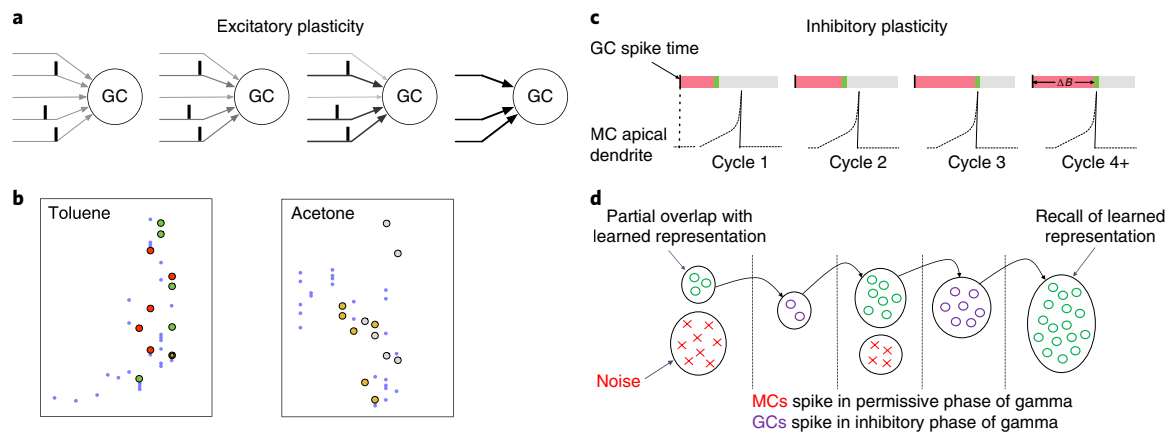 a
Excitatory plasticity
GC
GC
GC
GC
b
Toluene
Acetone
c
Inhibitory plasticity
GC spike time
ΔB
MC apical
dendrite
Cycle 1
Cycle 2
Cycle 3
Cycle 4+
d
Partial overlap with
learned representation
Recall of learned
representation
Noise
MCs spike in permissive phase of gamma
GCs spike in inhibitory phase of gamma